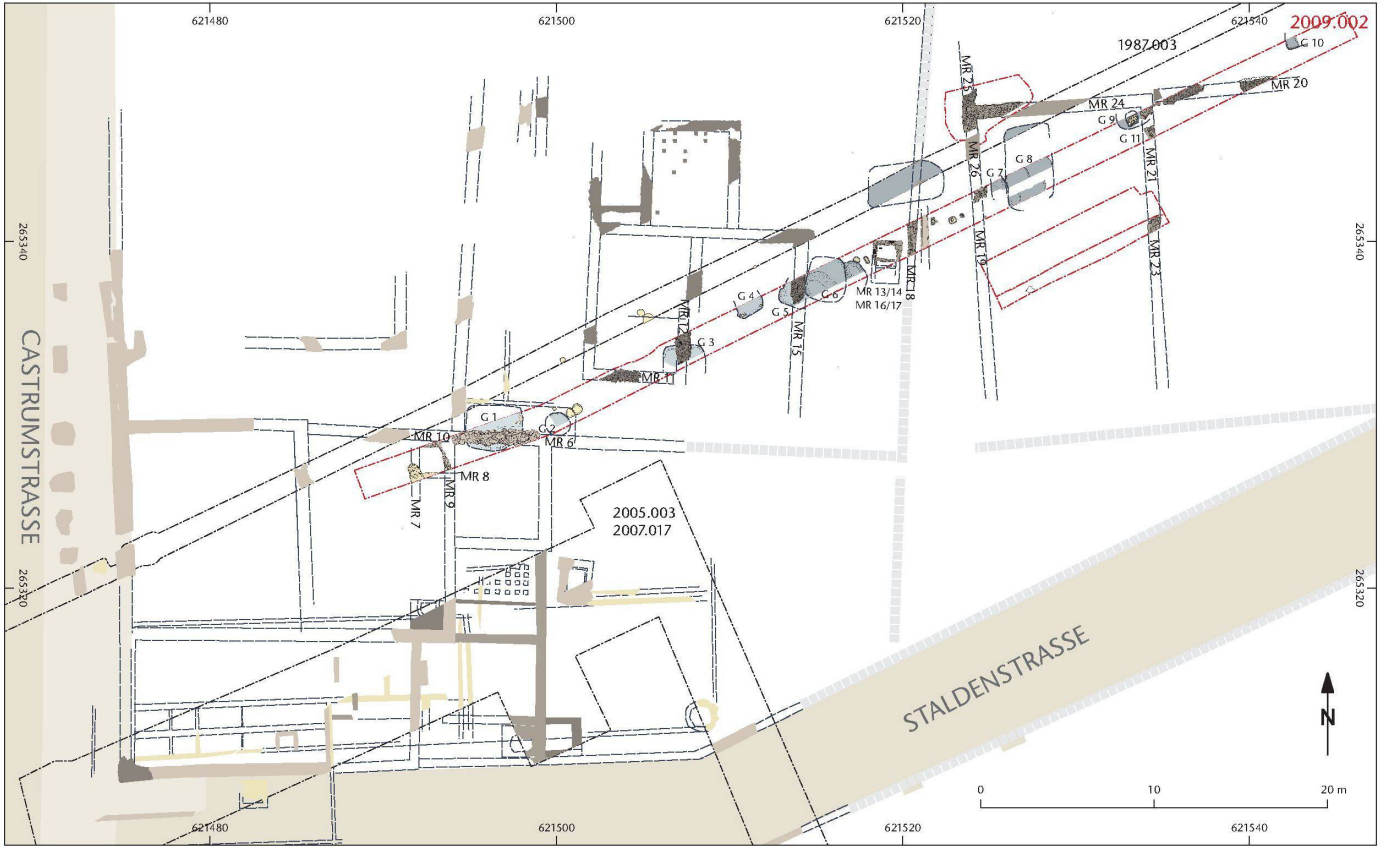 621480
621500
621520
621540
2009.002
1987.003
G 10
MR 25
MR 24
MR 20
G 9
G 11
MR 26
G 8
G 7
MR 21
265340
265340
MR 19
MR 23
MR 18
G 4
G 5
G 6
MR 13/14
MR 16/17
MR 15
MR 12
G 3
MR 11
CASTRUMSTRASSE
G 1
G 2
MR 10
MR 6
MR 8
MR 7
MR 9
2005.003
2007.017
265320
265320
STALDENSTRASSE
N
0
10
20 m
621480
621500
621520
621540